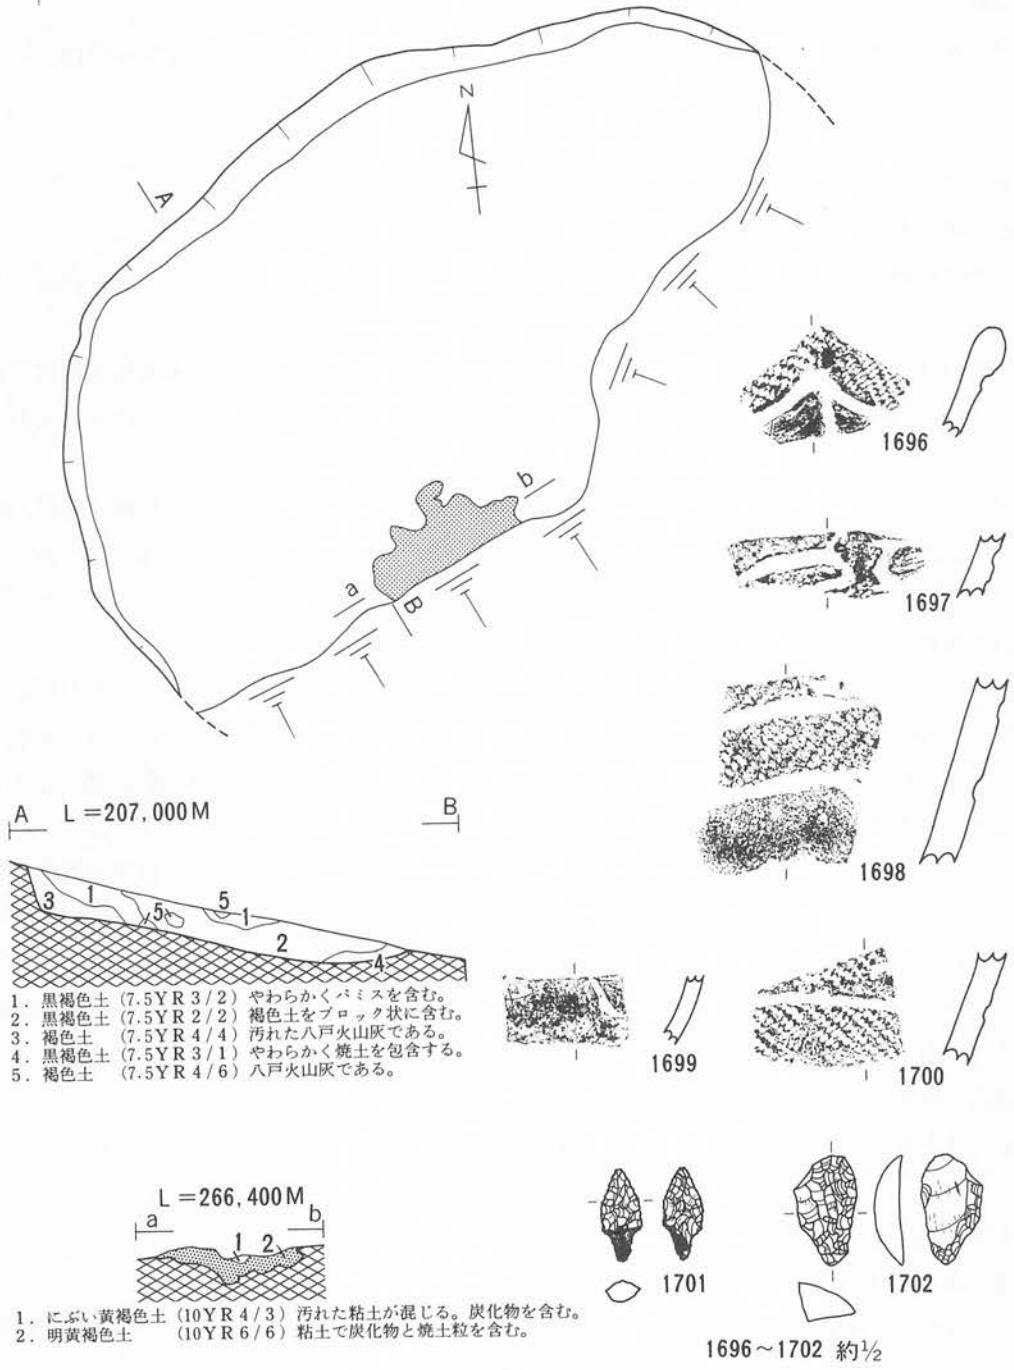 N
A
b
a
B
1696
1697
1698
1699
1700
1701
1702
1696～1702 約½
A L=207,000M B
3 1 5 5 1 2 4
1. 黒褐色土 (7.5YR3/2) やわらかくパミスを含む。
2. 黒褐色土 (7.5YR2/2) 褐色土をブロック状に含む。
3. 褐色土 (7.5YR4/4) 汚れた八戸火山灰である。
4. 黒褐色土 (7.5YR3/1) やわらかく焼土を包含する。
5. 褐色土 (7.5YR4/6) 八戸火山灰である。
L=266,400M
a b
1 2
1. にぶい黄褐色土 (10YR4/3) 汚れた粘土が混じる。炭化物を含む。
2. 明黄褐色土 (10YR6/6) 粘土で炭化物と焼土粒を含む。